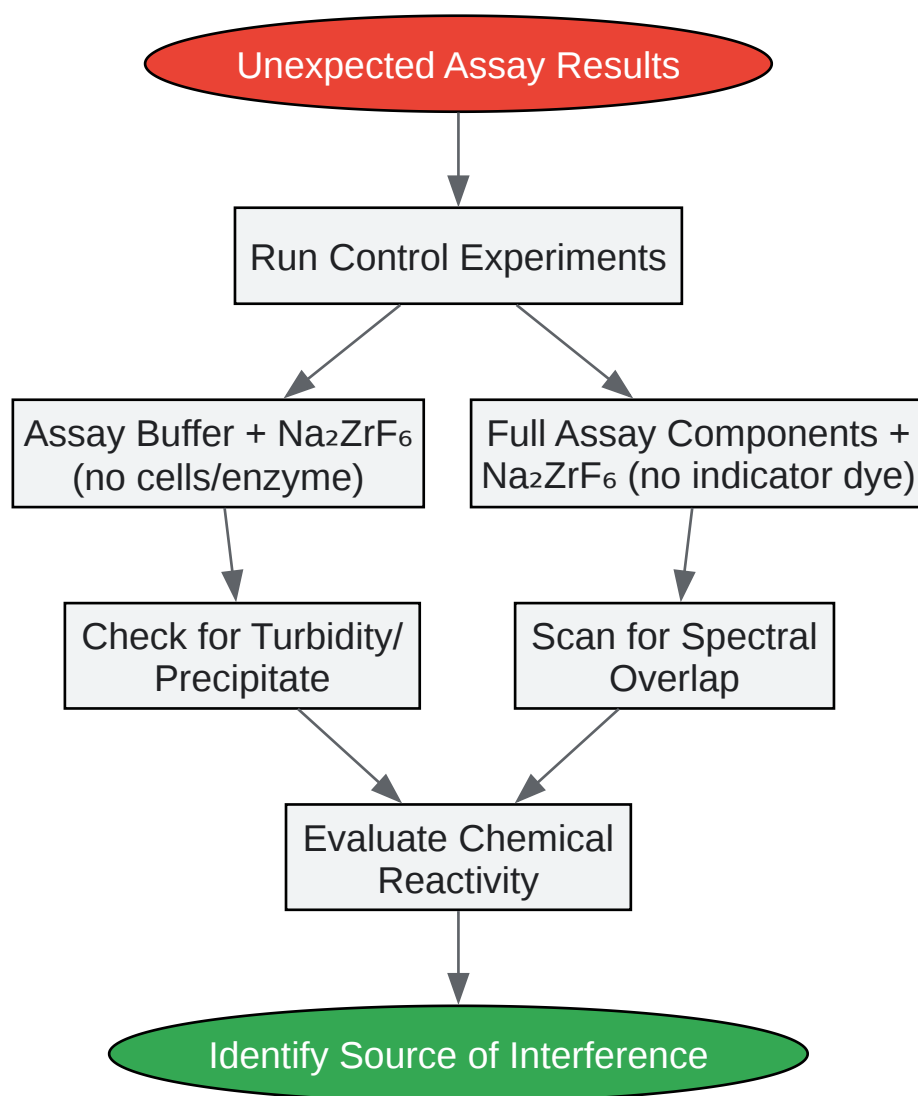 Unexpected Assay Results
Run Control Experiments
Assay Buffer + Na₂ZrF₆
(no cells/enzyme)
Full Assay Components +
Na₂ZrF₆ (no indicator dye)
Check for Turbidity/
Precipitate
Scan for Spectral
Overlap
Evaluate Chemical
Reactivity
Identify Source of Interference